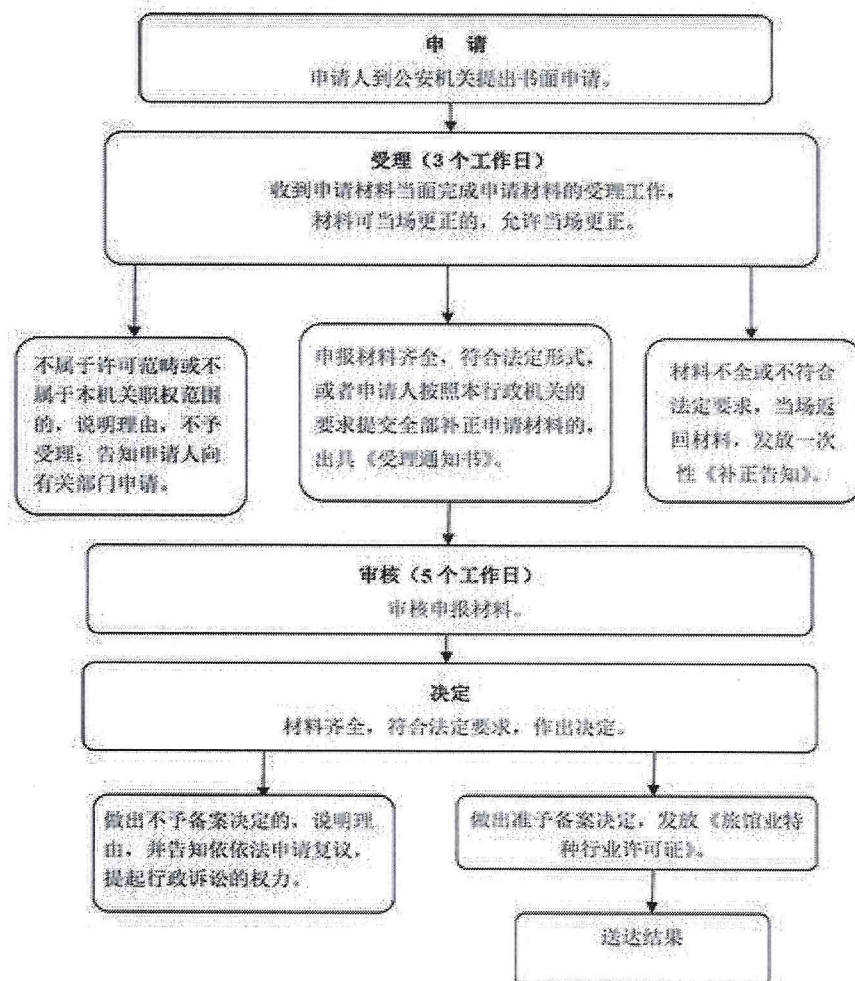 申 请
申请人到公安机关提出书面申请。
受理（3 个工作日）
收到申请材料当面完成申请材料的受理工作，
材料可当场更正的，允许当场更正。
不属于许可范畴或不
属于本机关职权范围
的，说明理由，不予
受理；告知申请人向
有关部门申请。
申报材料齐全，符合法定形式，
或者申请人按照本行政机关的
要求提交全部补正申请材料的，
出具《受理通知书》。
材料不全或不符合
法定要求，当场返
回材料，发放一次
性《补正告知》。
审核（5 个工作日）
审核申报材料。
决定
材料齐全，符合法定要求，作出决定。
做出不予备案决定的，说明理
由，并告知依依法申请复议，
提起行政诉讼的权力。
做出准予备案决定，发放《旅馆业特
种行业许可证》。
送达结果